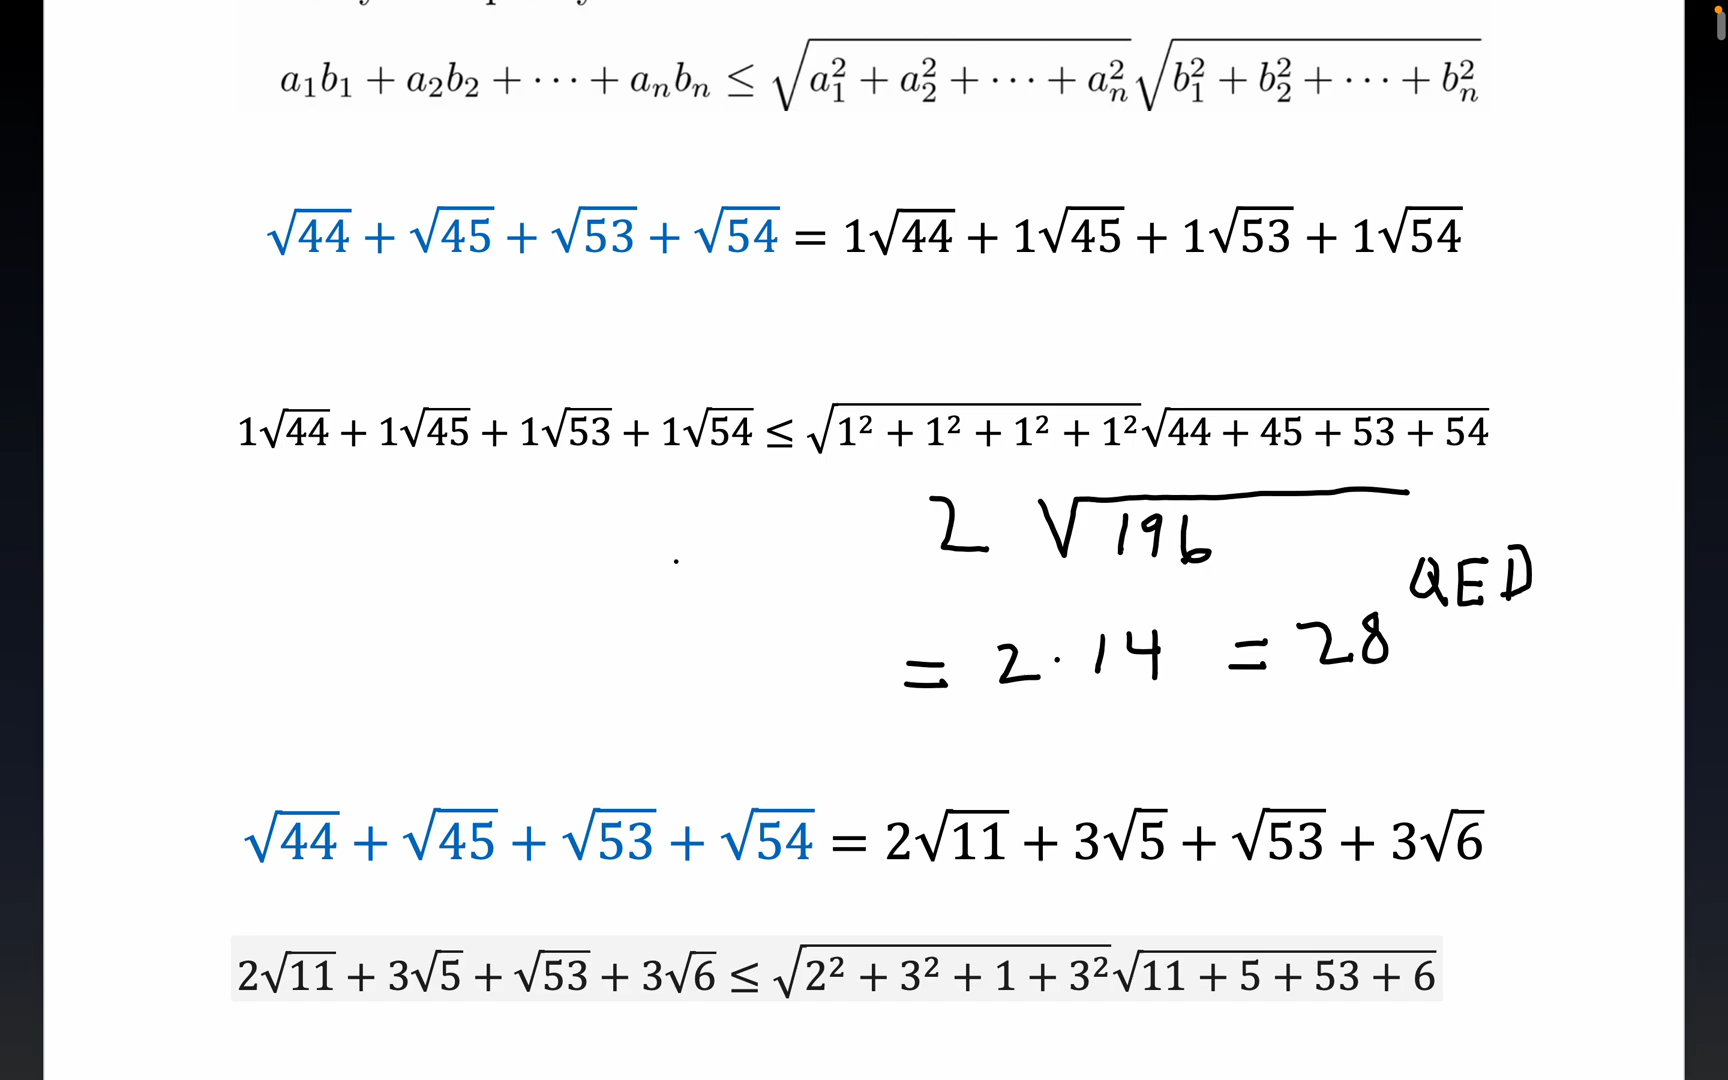 a₁b₁ + a₂b₂ + ⋯ + aₙbₙ ≤ √(a₁² + a₂² + ⋯ + aₙ²) √(b₁² + b₂² + ⋯ + bₙ²)
√44 + √45 + √53 + √54 = 1√44 + 1√45 + 1√53 + 1√54
1√44 + 1√45 + 1√53 + 1√54 ≤ √(1² + 1² + 1² + 1²) √(44 + 45 + 53 + 54)
2 √196
QED
= 2 · 14 = 28
√44 + √45 + √53 + √54 = 2√11 + 3√5 + √53 + 3√6
2√11 + 3√5 + √53 + 3√6 ≤ √(2² + 3² + 1 + 3²) √(11 + 5 + 53 + 6)